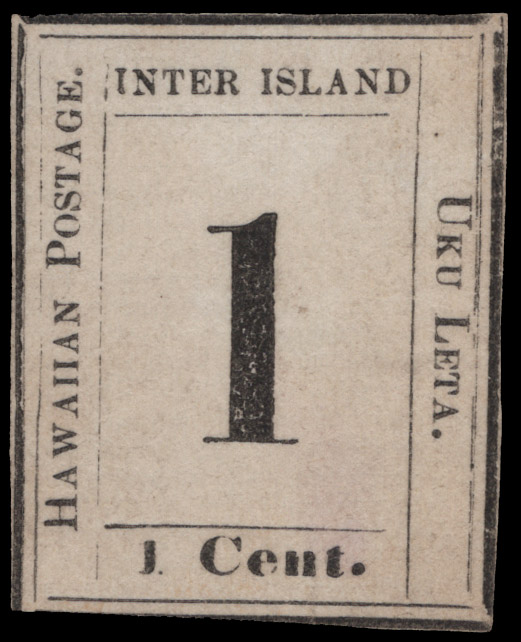 HAWAIIAN POSTAGE.
INTER ISLAND
1
1 Cent.
UKU LETA.